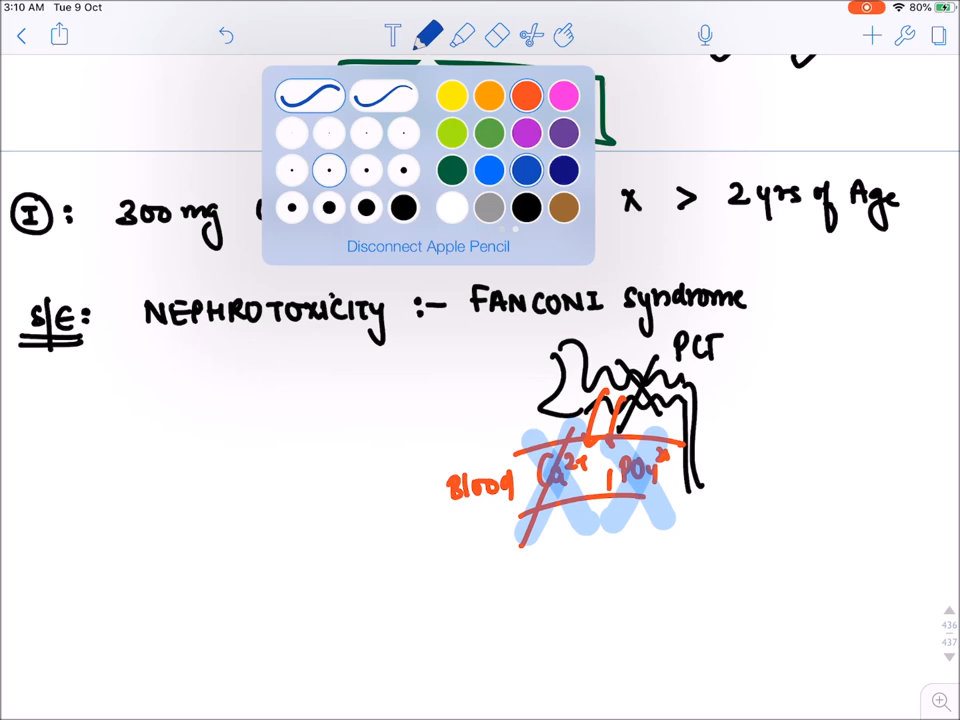 3:10 AM Tue 9 Oct 80%
T
Disconnect Apple Pencil
I : 300 mg x > 2 yrs of Age
S/E: NEPHROTOXICITY :- FANCONI syndrome
PCT
Blood Ca2+ , PO4
436
437